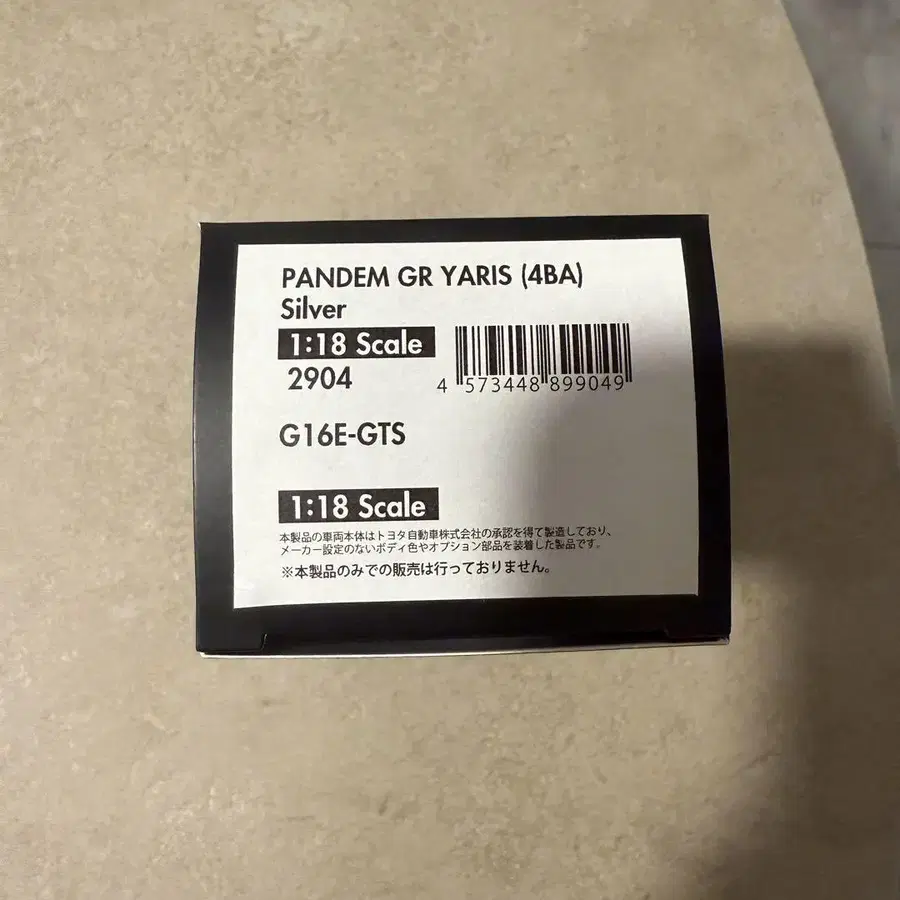 PANDEM GR YARIS (4BA)
Silver
1:18 Scale
2904
4 573448 899049
G16E-GTS
1:18 Scale
本製品の車両本体はトヨタ自動車株式会社の承認を得て製造しており、
メーカー設定のないボディ色やオプション部品を装着した製品です。
※本製品のみでの販売は行っておりません。